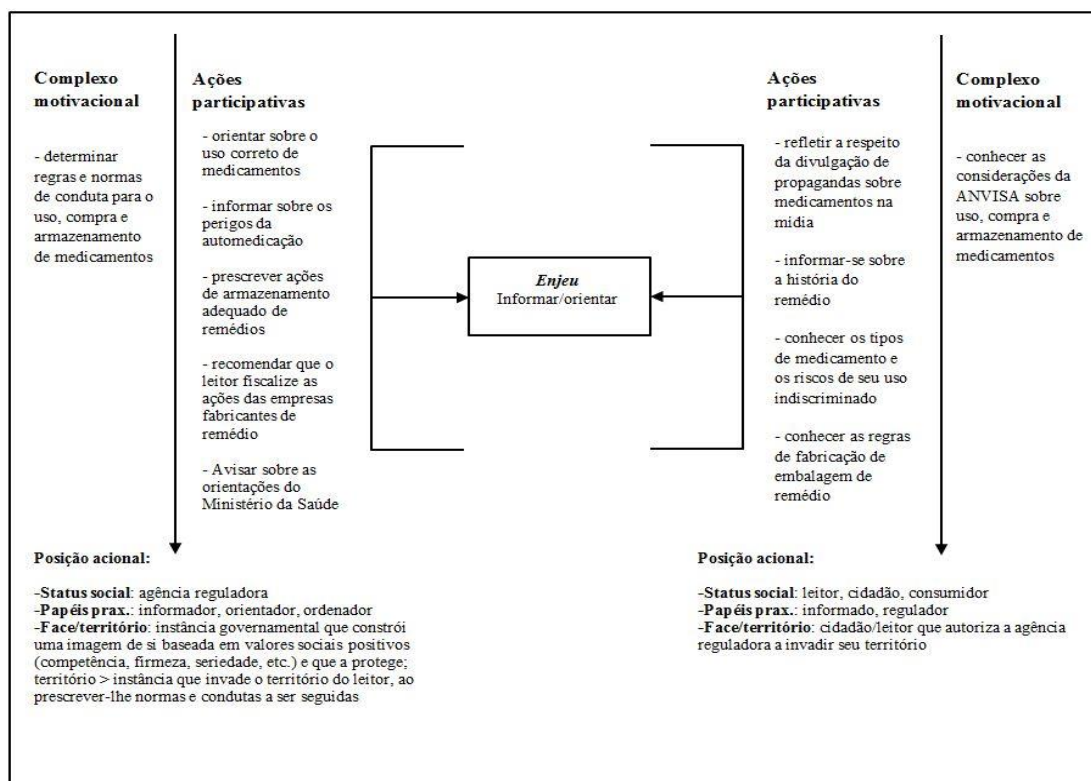 Complexo
motivacional
- determinar
regras e normas
de conduta para o
uso, compra e
armazenamento
de medicamentos
Ações
participativas
- orientar sobre o
uso correto de
medicamentos
- informar sobre os
perigos da
automedicação
- prescrever ações
de armazenamento
adequado de
remédios
- recomendar que o
leitor fiscalize as
ações das empresas
fabricantes de
remédio
- Avisar sobre as
orientações do
Ministério da Saúde
Enjeu
Informar/orientar
Ações
participativas
- refletir a respeito
da divulgação de
propagandas sobre
medicamentos na
mídia
- informar-se sobre
a história do
remédio
- conhecer os tipos
de medicamento e
os riscos de seu uso
indiscriminado
- conhecer as regras
de fabricação de
embalagem de
remédio
Complexo
motivacional
- conhecer as
considerações da
ANVISA sobre
uso, compra e
armazenamento de
medicamentos
Posição acional:
-Status social: agência reguladora
-Papéis prax.: informador, orientador, ordenador
-Face/território: instância governamental que constrói
uma imagem de si baseada em valores sociais positivos
(competência, firmeza, seriedade, etc.) e que a protege;
território > instância que invade o território do leitor, ao
prescrever-lhe normas e condutas a ser seguidas
Posição acional:
-Status social: leitor, cidadão, consumidor
-Papéis prax.: informado, regulador
-Face/território: cidadão/leitor que autoriza a agência
reguladora a invadir seu território